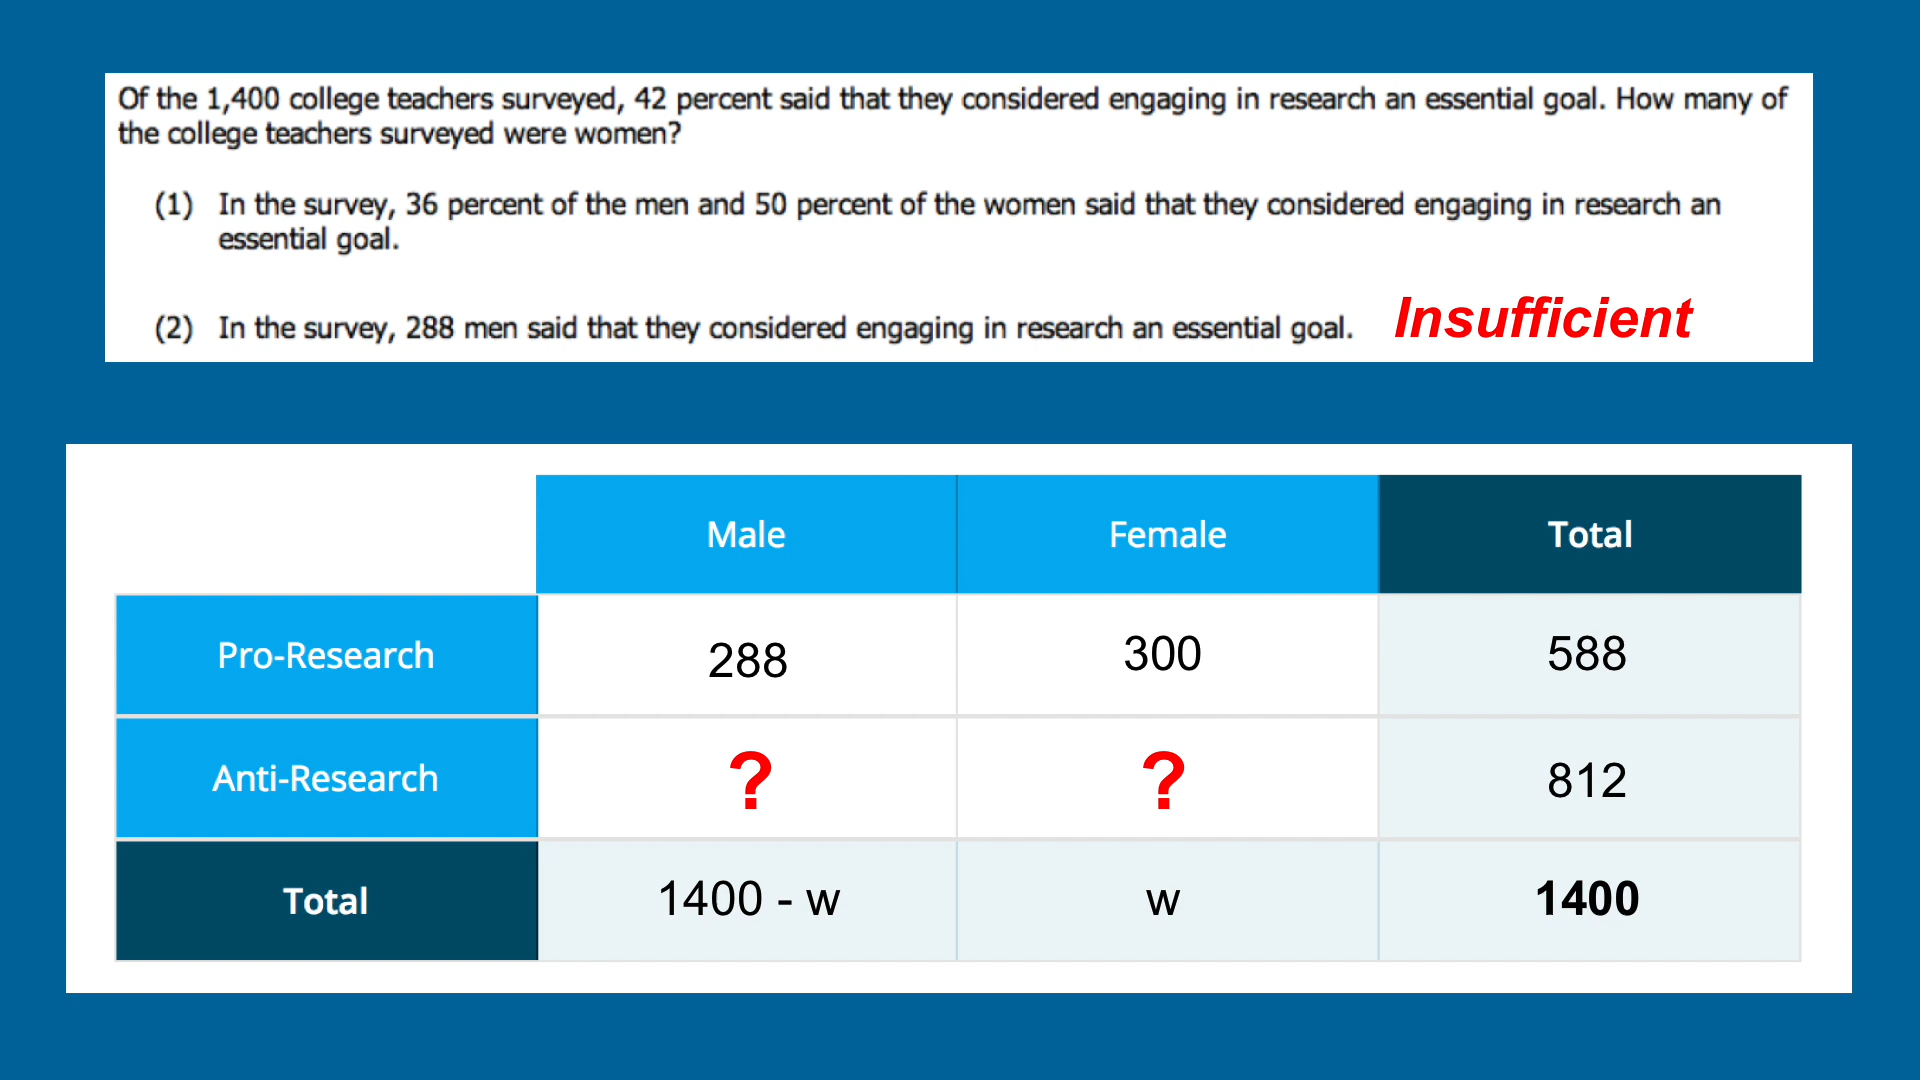 Of the 1,400 college teachers surveyed, 42 percent said that they considered engaging in research an essential goal. How many of
the college teachers surveyed were women?
(1) In the survey, 36 percent of the men and 50 percent of the women said that they considered engaging in research an
essential goal.
(2) In the survey, 288 men said that they considered engaging in research an essential goal. Insufficient
Male Female Total
Pro-Research 288 300 588
Anti-Research ? ? 812
Total 1400 - w w 1400